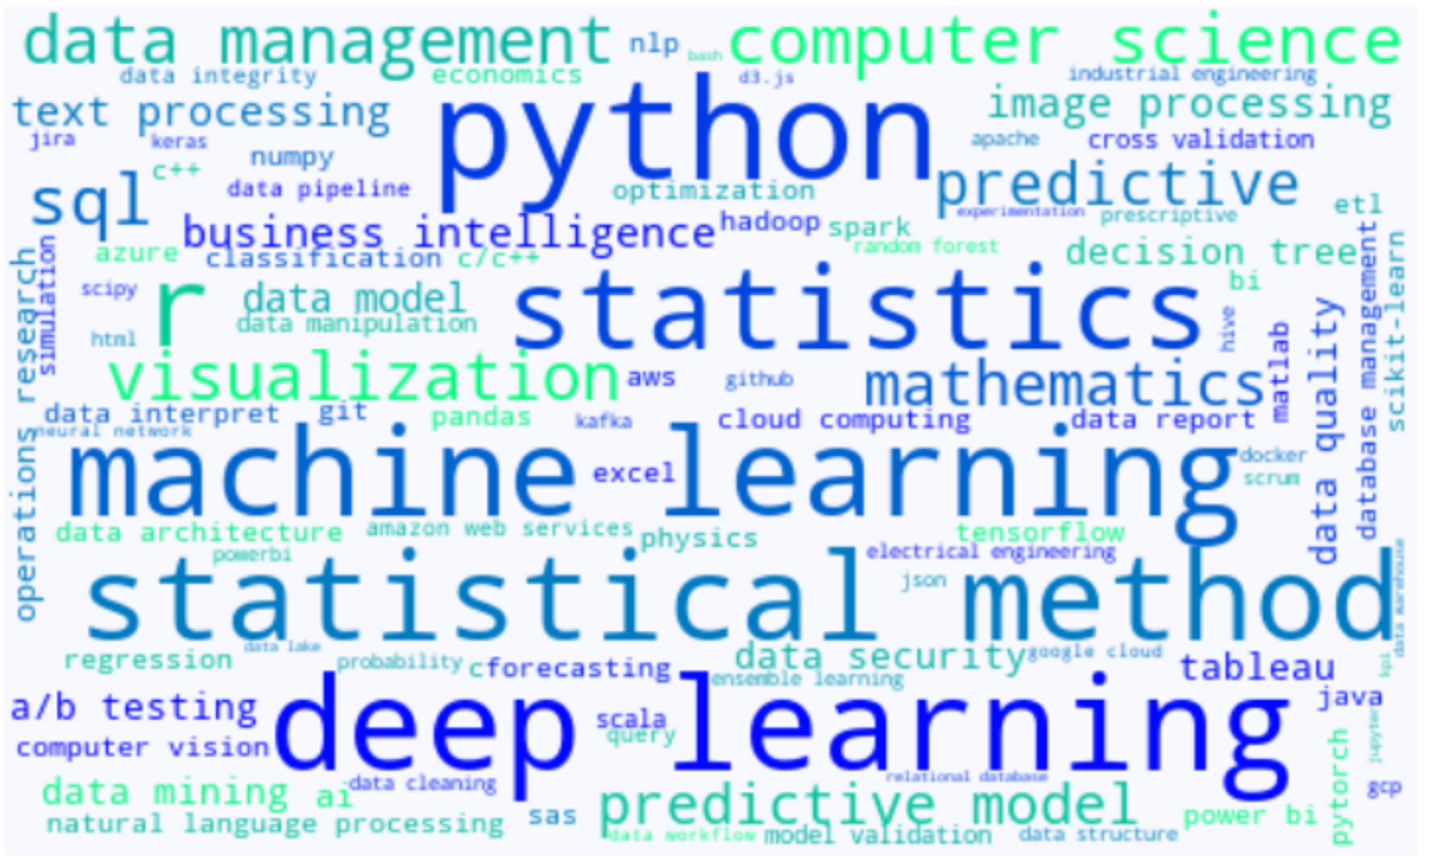 data management
nlp
bash
computer science
data integrity
economics
d3.js
industrial engineering
text processing
python
image processing
jira
keras
numpy
apache
cross validation
c++
data pipeline
optimization
predictive
sql
business intelligence
hadoop
spark
experimentation
prescriptive
etl
azure
classification
c/c++
random forest
decision tree
bi
operations research
simulation
scipy
r
data model
statistics
data manipulation
html
hive
matlab
data quality
database management
scikit-learn
visualization
aws
github
mathematics
data interpret
git
pandas
kafka
cloud computing
data report
neural network
machine learning
excel
docker
scrum
data architecture
amazon web services
physics
tensorflow
powerbi
electrical engineering
statistical method
json
data warehouse
regression
data lake
probability
c
forecasting
data security
google cloud
tableau
kpi
ensemble learning
a/b testing
deep learning
scala
query
java
computer vision
jupyter
pytorch
data mining
ai
data cleaning
relational database
gcp
natural language processing
sas
predictive model
power bi
data workflow
model validation
data structure